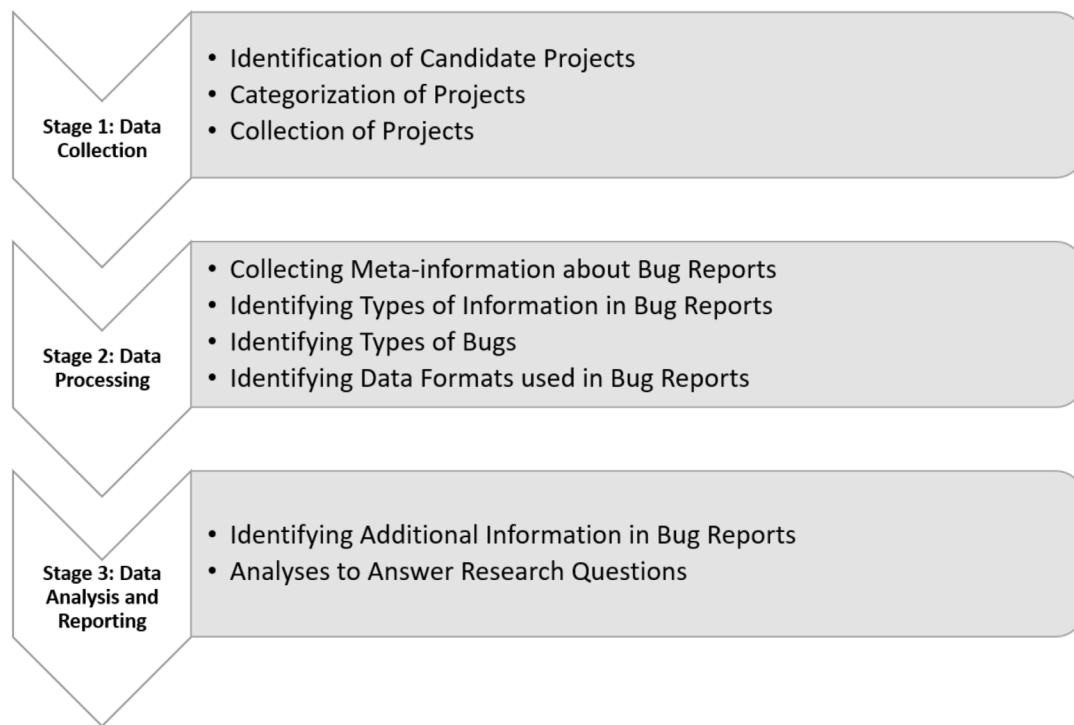 Stage 1: Data
Collection
• Identification of Candidate Projects
• Categorization of Projects
• Collection of Projects
Stage 2: Data
Processing
• Collecting Meta-information about Bug Reports
• Identifying Types of Information in Bug Reports
• Identifying Types of Bugs
• Identifying Data Formats used in Bug Reports
Stage 3: Data
Analysis and
Reporting
• Identifying Additional Information in Bug Reports
• Analyses to Answer Research Questions